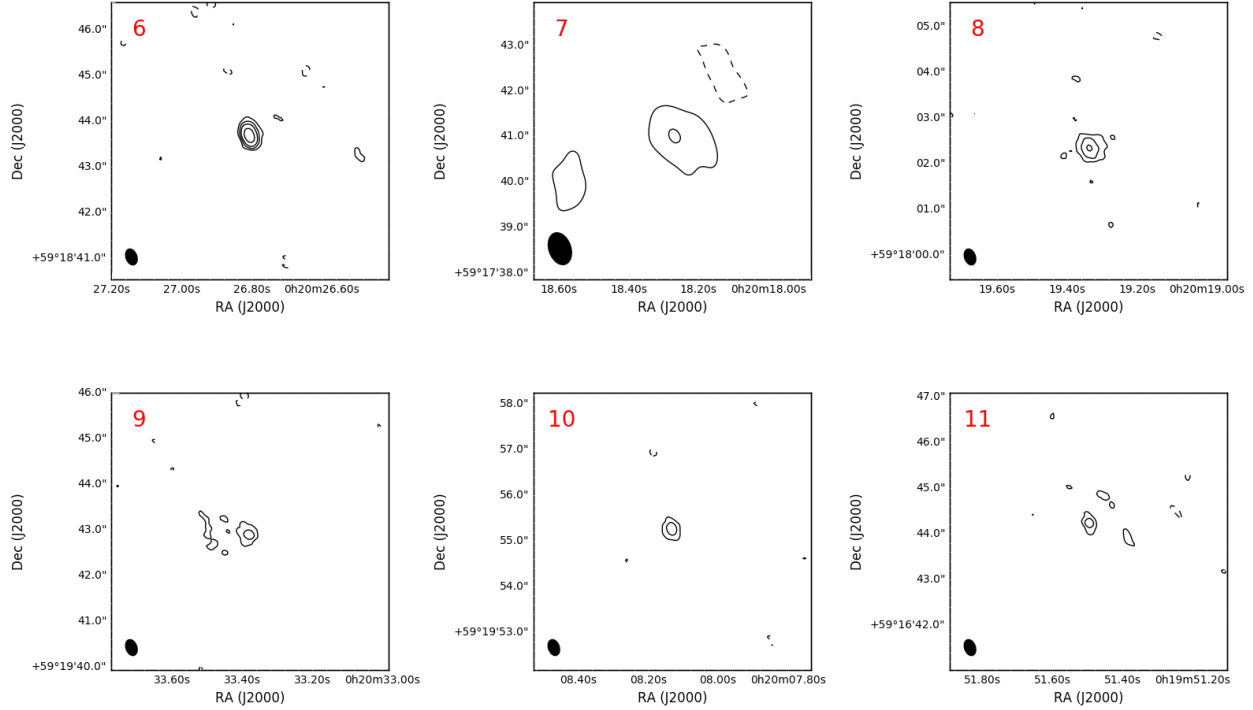 6
46.0"
45.0"
44.0"
43.0"
42.0"
+59°18'41.0"
Dec (J2000)
27.20s 27.00s 26.80s 0h20m26.60s
RA (J2000)
7
43.0"
42.0"
41.0"
40.0"
39.0"
+59°17'38.0"
Dec (J2000)
18.60s 18.40s 18.20s 0h20m18.00s
RA (J2000)
8
05.0"
04.0"
03.0"
02.0"
01.0"
+59°18'00.0"
Dec (J2000)
19.60s 19.40s 19.20s 0h20m19.00s
RA (J2000)
9
46.0"
45.0"
44.0"
43.0"
42.0"
41.0"
+59°19'40.0"
Dec (J2000)
33.60s 33.40s 33.20s 0h20m33.00s
RA (J2000)
10
58.0"
57.0"
56.0"
55.0"
54.0"
+59°19'53.0"
Dec (J2000)
08.40s 08.20s 08.00s 0h20m07.80s
RA (J2000)
11
47.0"
46.0"
45.0"
44.0"
43.0"
+59°16'42.0"
Dec (J2000)
51.80s 51.60s 51.40s 0h19m51.20s
RA (J2000)